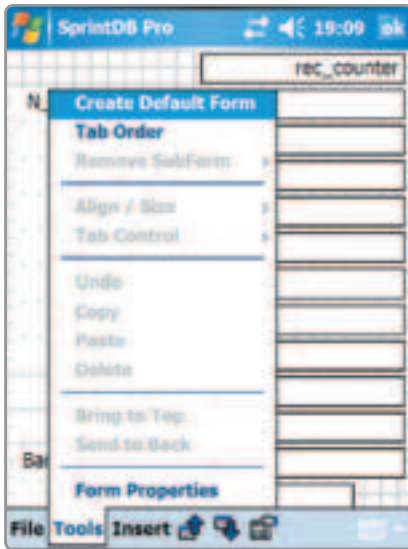 SprintDB Pro 19:09 ok
rec_counter
N_
Create Default Form
Tab Order
Remove SubForm
Align / Size
Tab Control
Undo
Copy
Paste
Delete
Bring to Top
Send to Back
Ba
Form Properties
File Tools Insert